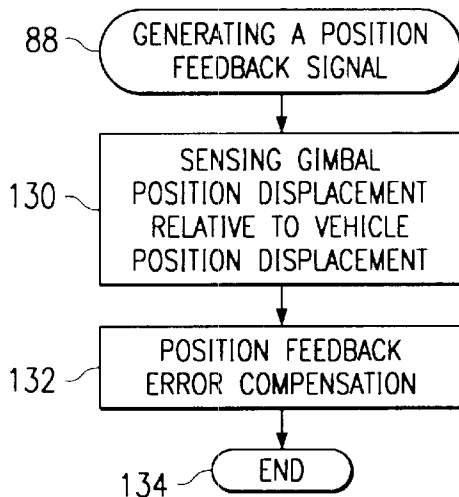 88
GENERATING A POSITION
FEEDBACK SIGNAL
130
SENSING GIMBAL
POSITION DISPLACEMENT
RELATIVE TO VEHICLE
POSITION DISPLACEMENT
132
POSITION FEEDBACK
ERROR COMPENSATION
134
END